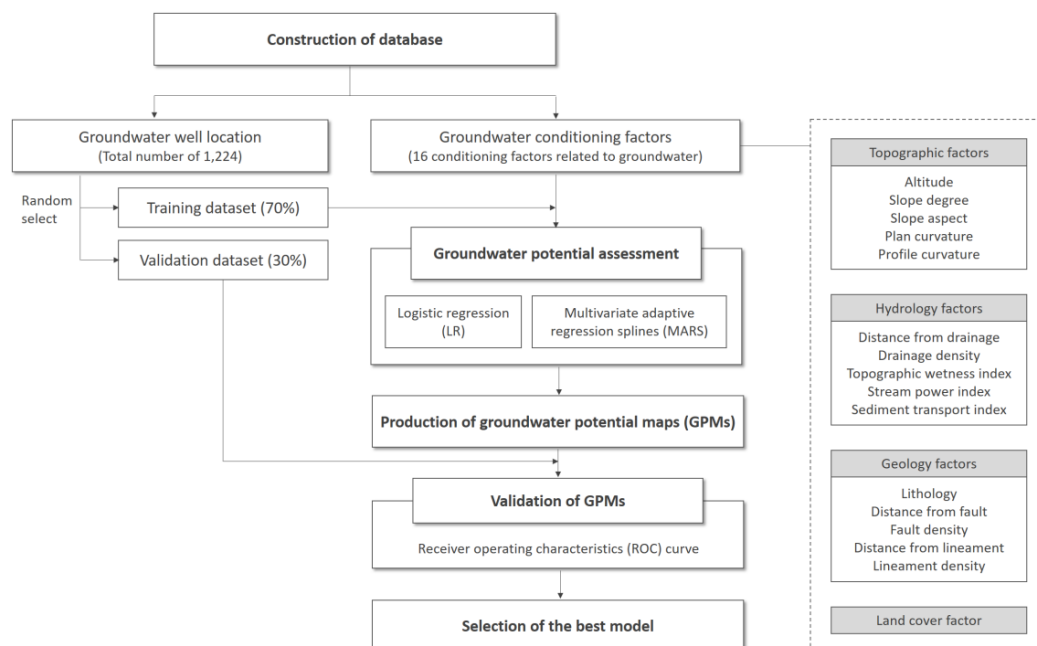 Construction of database
Groundwater well location
(Total number of 1,224)
Groundwater conditioning factors
(16 conditioning factors related to groundwater)
Random
select
Training dataset (70%)
Validation dataset (30%)
Groundwater potential assessment
Logistic regression
(LR)
Multivariate adaptive
regression splines (MARS)
Production of groundwater potential maps (GPMs)
Validation of GPMs
Receiver operating characteristics (ROC) curve
Selection of the best model
Topographic factors
Altitude
Slope degree
Slope aspect
Plan curvature
Profile curvature
Hydrology factors
Distance from drainage
Drainage density
Topographic wetness index
Stream power index
Sediment transport index
Geology factors
Lithology
Distance from fault
Fault density
Distance from lineament
Lineament density
Land cover factor